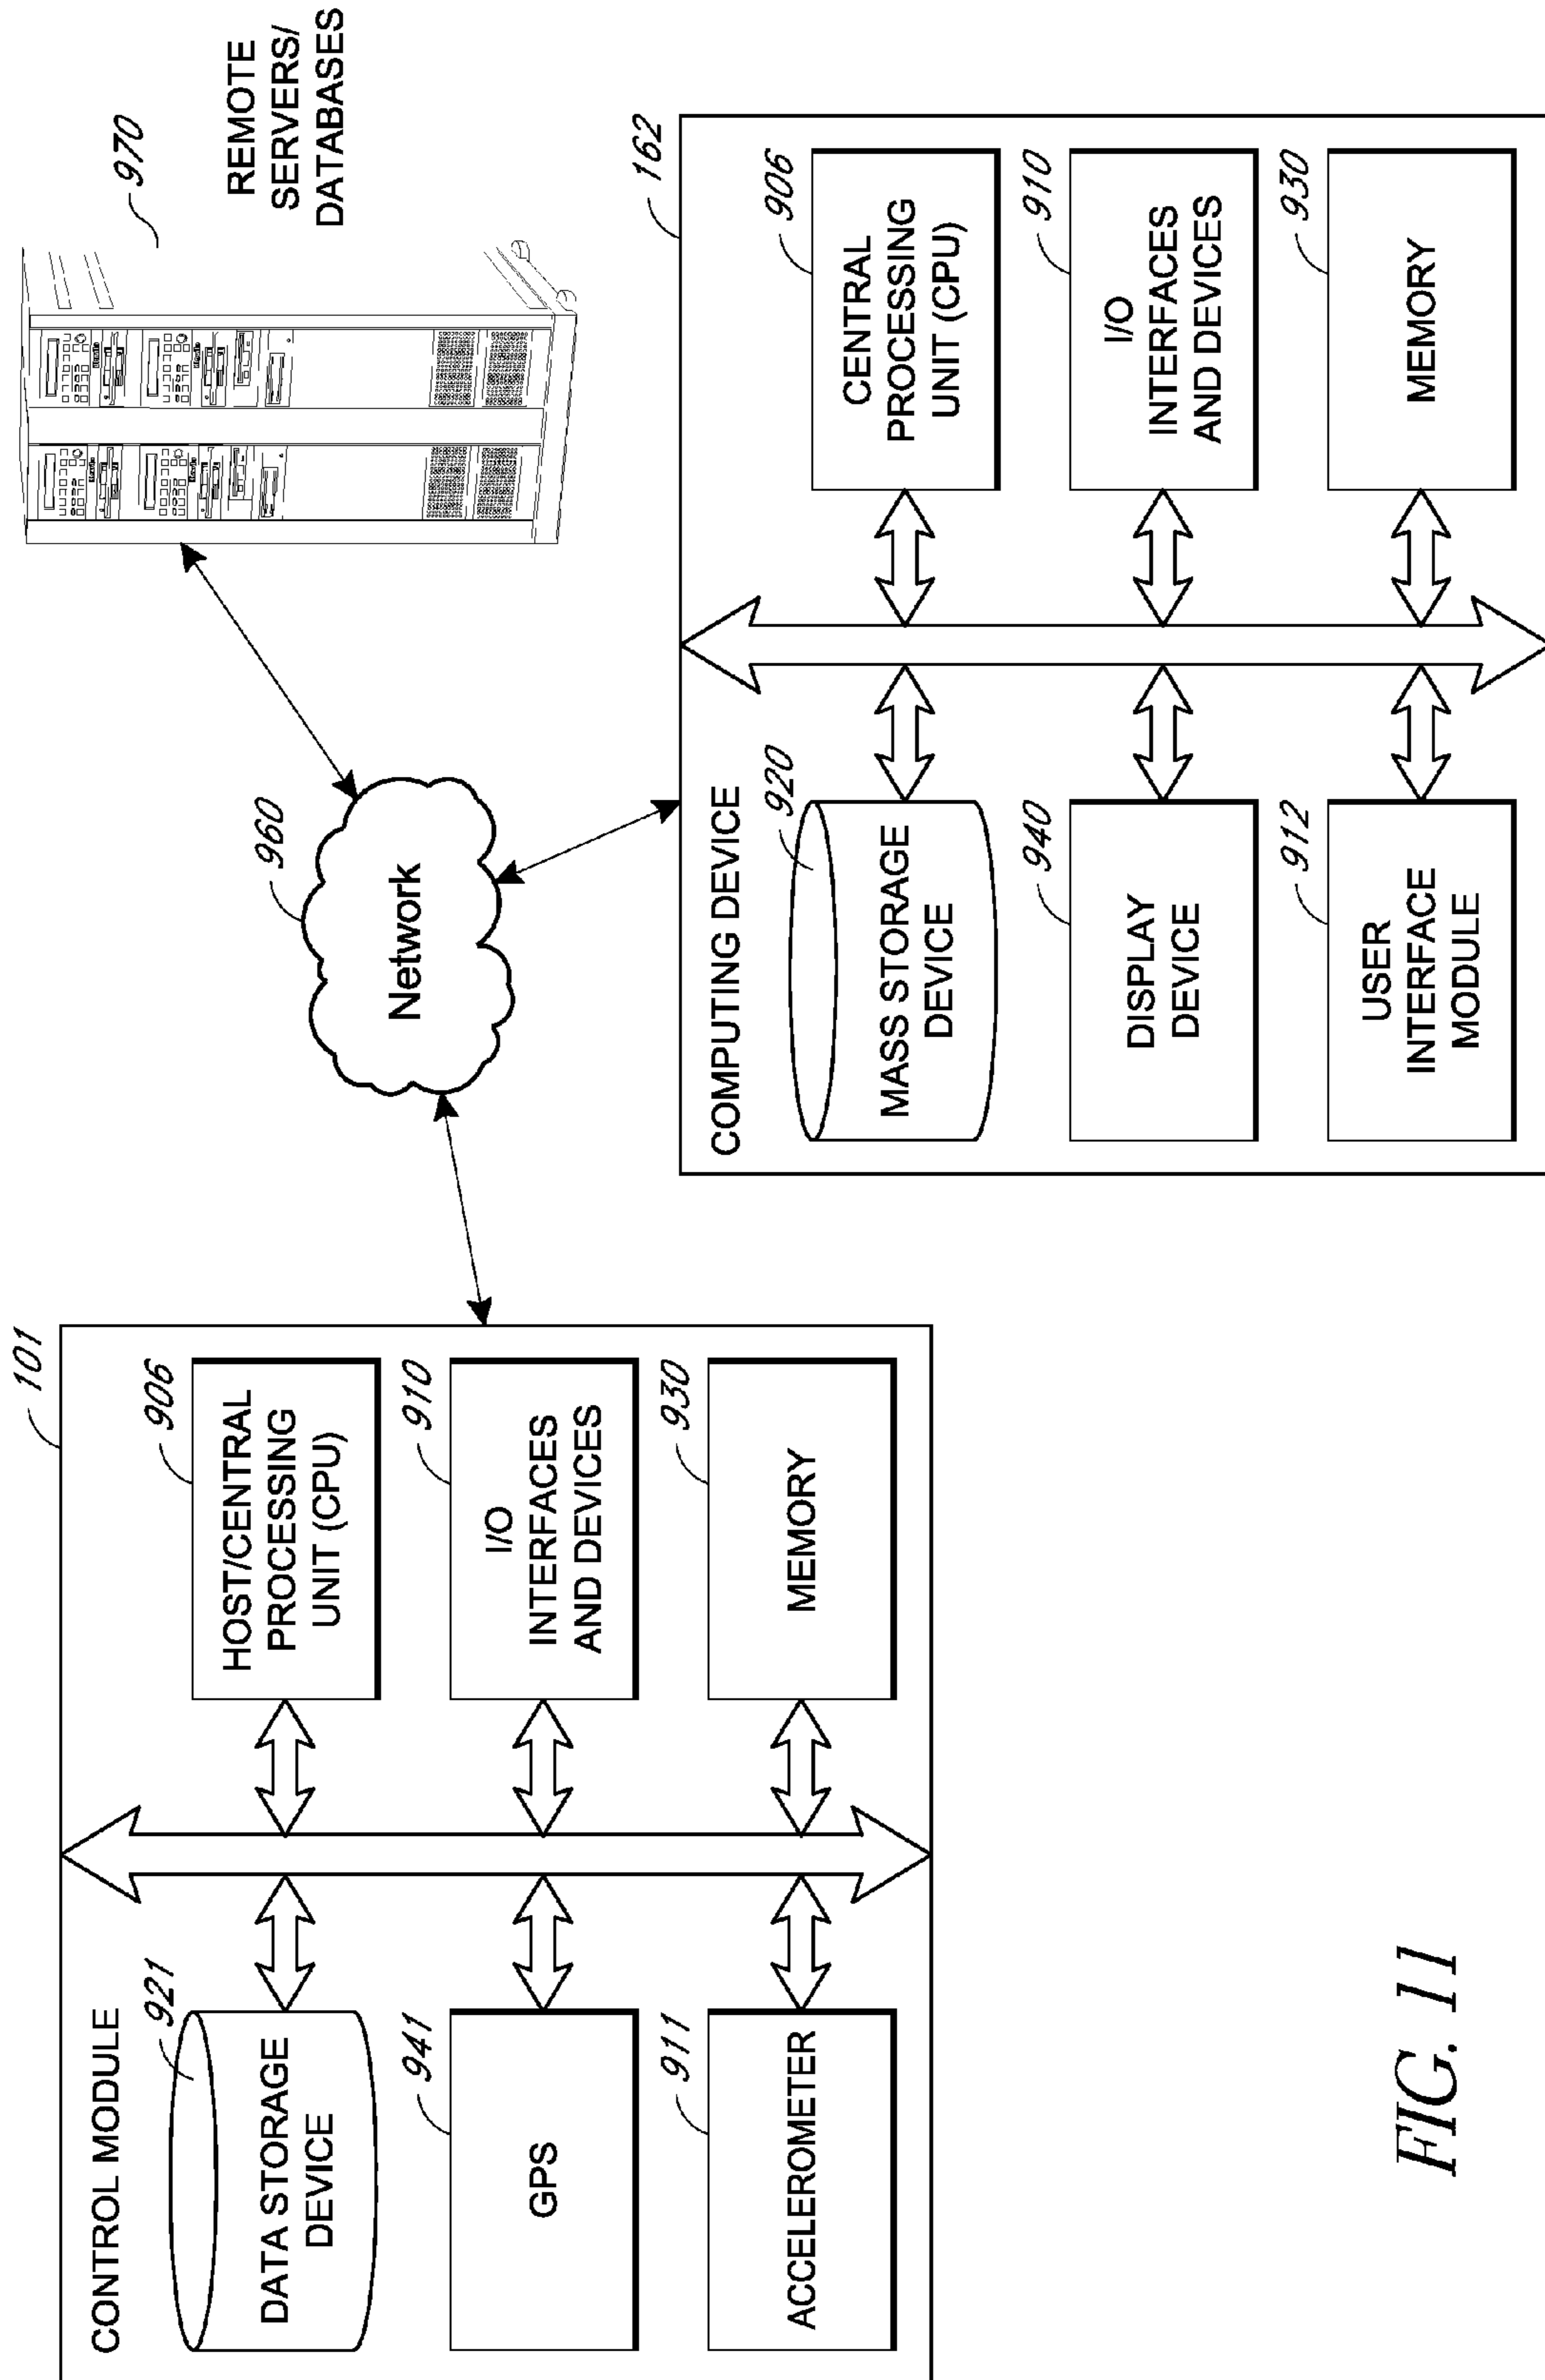 101
CONTROL MODULE
921
DATA STORAGE
DEVICE
906
HOST/CENTRAL
PROCESSING
UNIT (CPU)
941
GPS
910
I/O
INTERFACES
AND DEVICES
911
ACCELEROMETER
930
MEMORY
960
Network
970
REMOTE
SERVERS/
DATABASES
162
COMPUTING DEVICE
920
MASS STORAGE
DEVICE
906
CENTRAL
PROCESSING
UNIT (CPU)
940
DISPLAY
DEVICE
910
I/O
INTERFACES
AND DEVICES
912
USER
INTERFACE
MODULE
930
MEMORY
FIG. 11